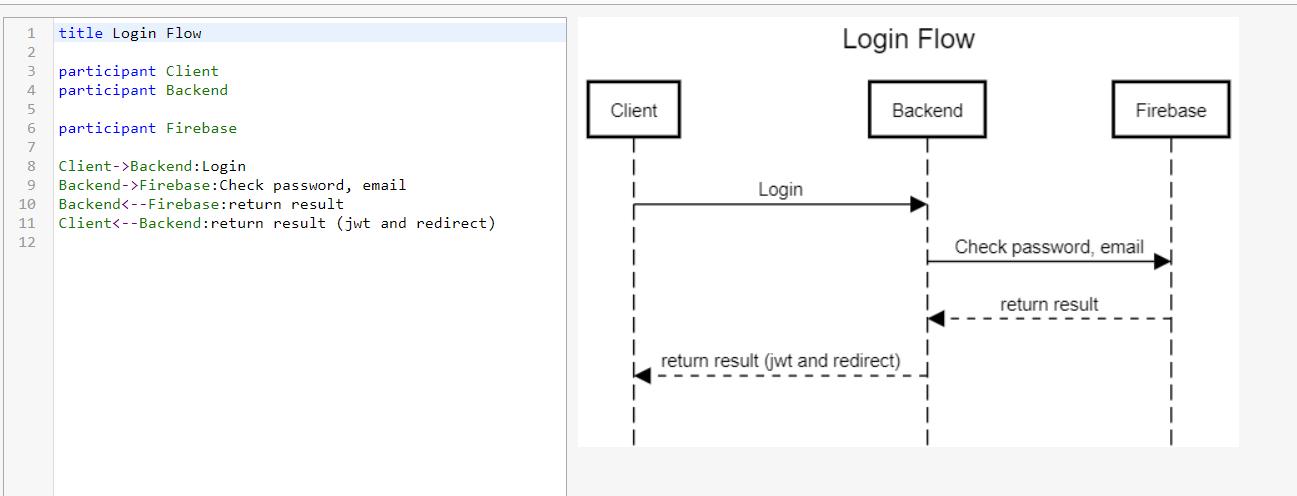 1 title Login Flow
2
3 participant Client
4 participant Backend
5
6 participant Firebase
7
8 Client->Backend:Login
9 Backend->Firebase:Check password, email
10 Backend<--Firebase:return result
11 Client<--Backend:return result (jwt and redirect)
12
Login Flow
Client Backend Firebase
Login
Check password, email
return result
return result (jwt and redirect)